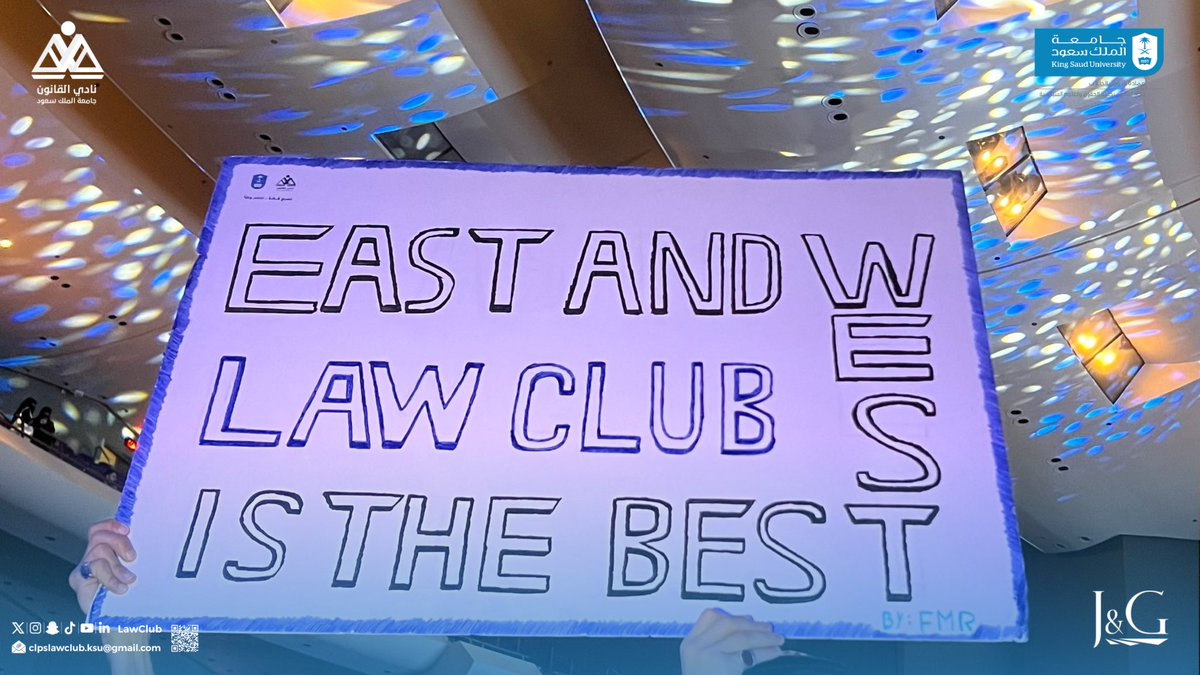 نادي القانون
جامعة الملك سعود
جامعة
الملك سعود
King Saud University
EAST AND WEST
LAW CLUB
IS THE BEST
BY: FMR
LawClub
clpslawclub.ksu@gmail.com
J&G